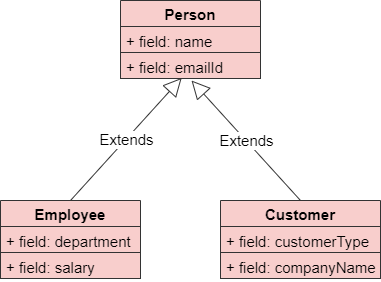 Person
+ field: name
+ field: emailId
Extends
Extends
Employee
+ field: department
+ field: salary
Customer
+ field: customerType
+ field: companyName